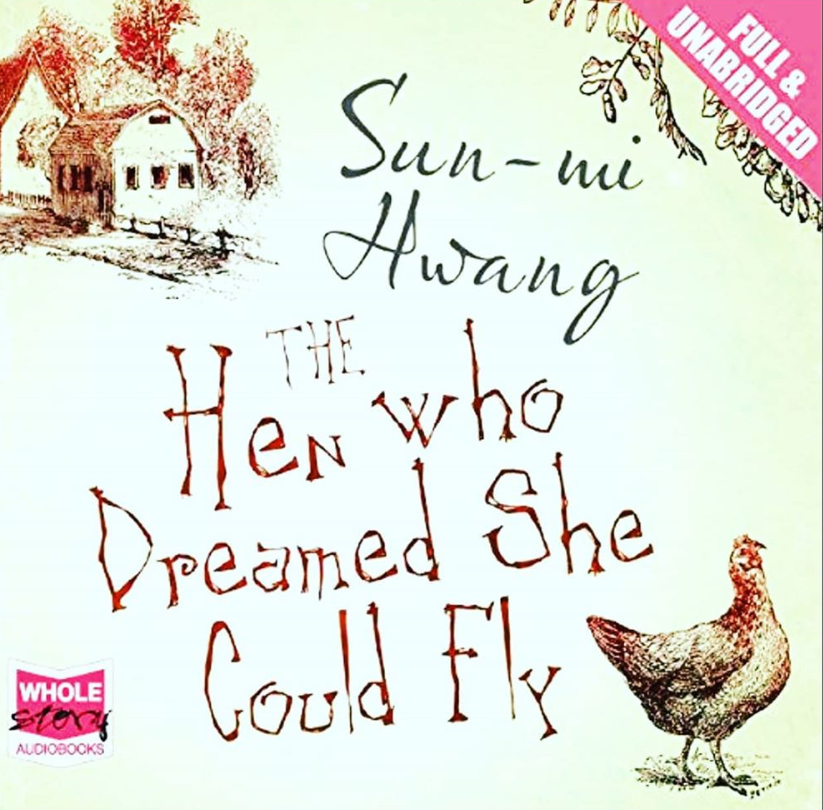 FULL &
UNABRIDGED
Sun-mi
Hwang
THE
Hen who
Dreamed She
Could Fly
WHOLE
story
AUDIOBOOKS